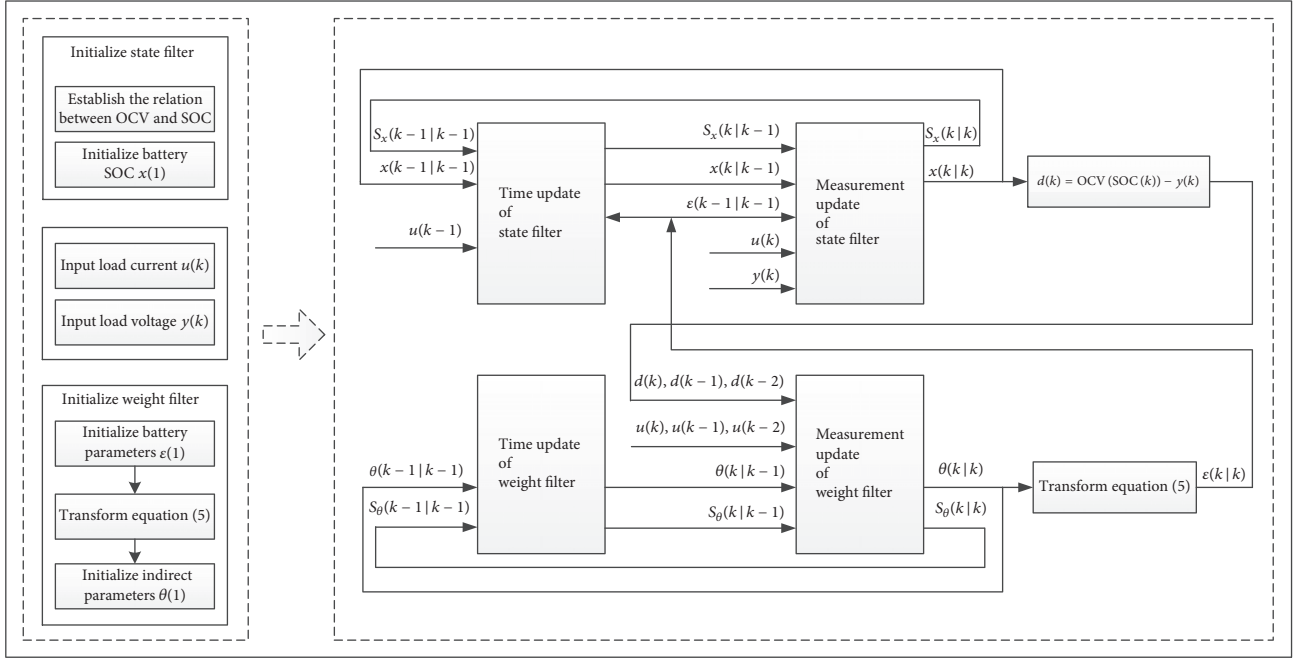 Initialize state filter
Establish the relation
between OCV and SOC
Initialize battery
SOC x(1)
Input load current u(k)
Input load voltage y(k)
Initialize weight filter
Initialize battery
parameters ε(1)
Transform equation (5)
Initialize indirect
parameters θ(1)
S_x(k − 1 | k − 1)
x(k − 1 | k − 1)
u(k − 1)
Time update
of
state filter
S_x(k | k − 1)
x(k | k − 1)
ε(k − 1 | k − 1)
u(k)
y(k)
Measurement
update
of
state filter
S_x(k | k)
x(k | k)
d(k) = OCV (SOC (k)) − y(k)
θ(k − 1 | k − 1)
S_θ(k − 1 | k − 1)
Time update
of
weight filter
d(k), d(k − 1), d(k − 2)
u(k), u(k − 1), u(k − 2)
θ(k | k − 1)
S_θ(k | k − 1)
Measurement
update
of
weight filter
θ(k | k)
S_θ(k | k)
Transform equation (5)
ε(k | k)